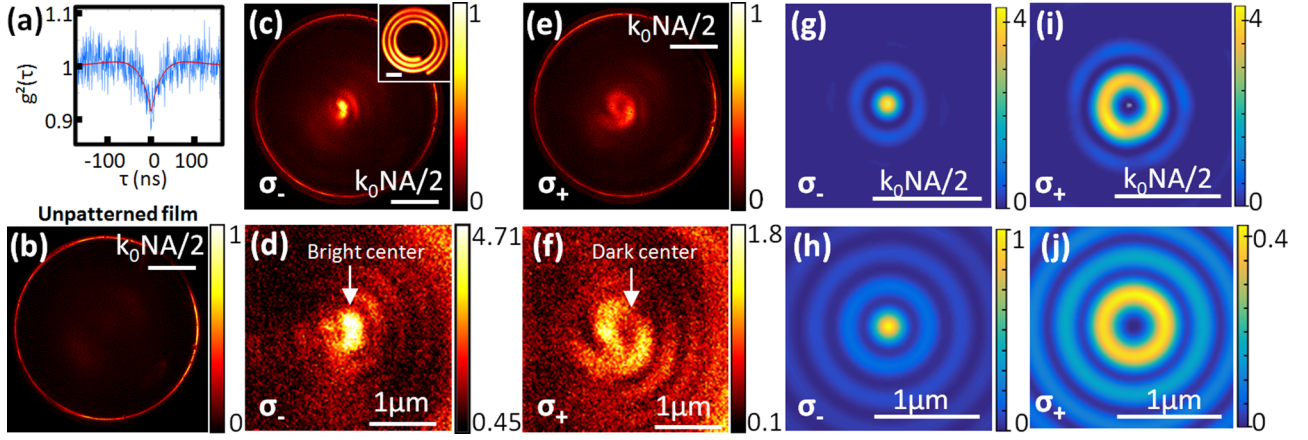 (a)
1.1
1
0.9
g²(τ)
-100 0 100
τ (ns)
Unpatterned film
(b)
k₀NA/2
1
0
(c)
1
0
σ₋
k₀NA/2
(d)
Bright center
4.71
0.45
σ₋
1μm
(e)
k₀NA/2
1
0
σ₊
(f)
Dark center
1.8
0.1
σ₊
1μm
(g)
4
2
0
σ₋
k₀NA/2
(h)
1
0
σ₋
1μm
(i)
4
2
0
σ₊
k₀NA/2
(j)
0.4
0
σ₊
1μm